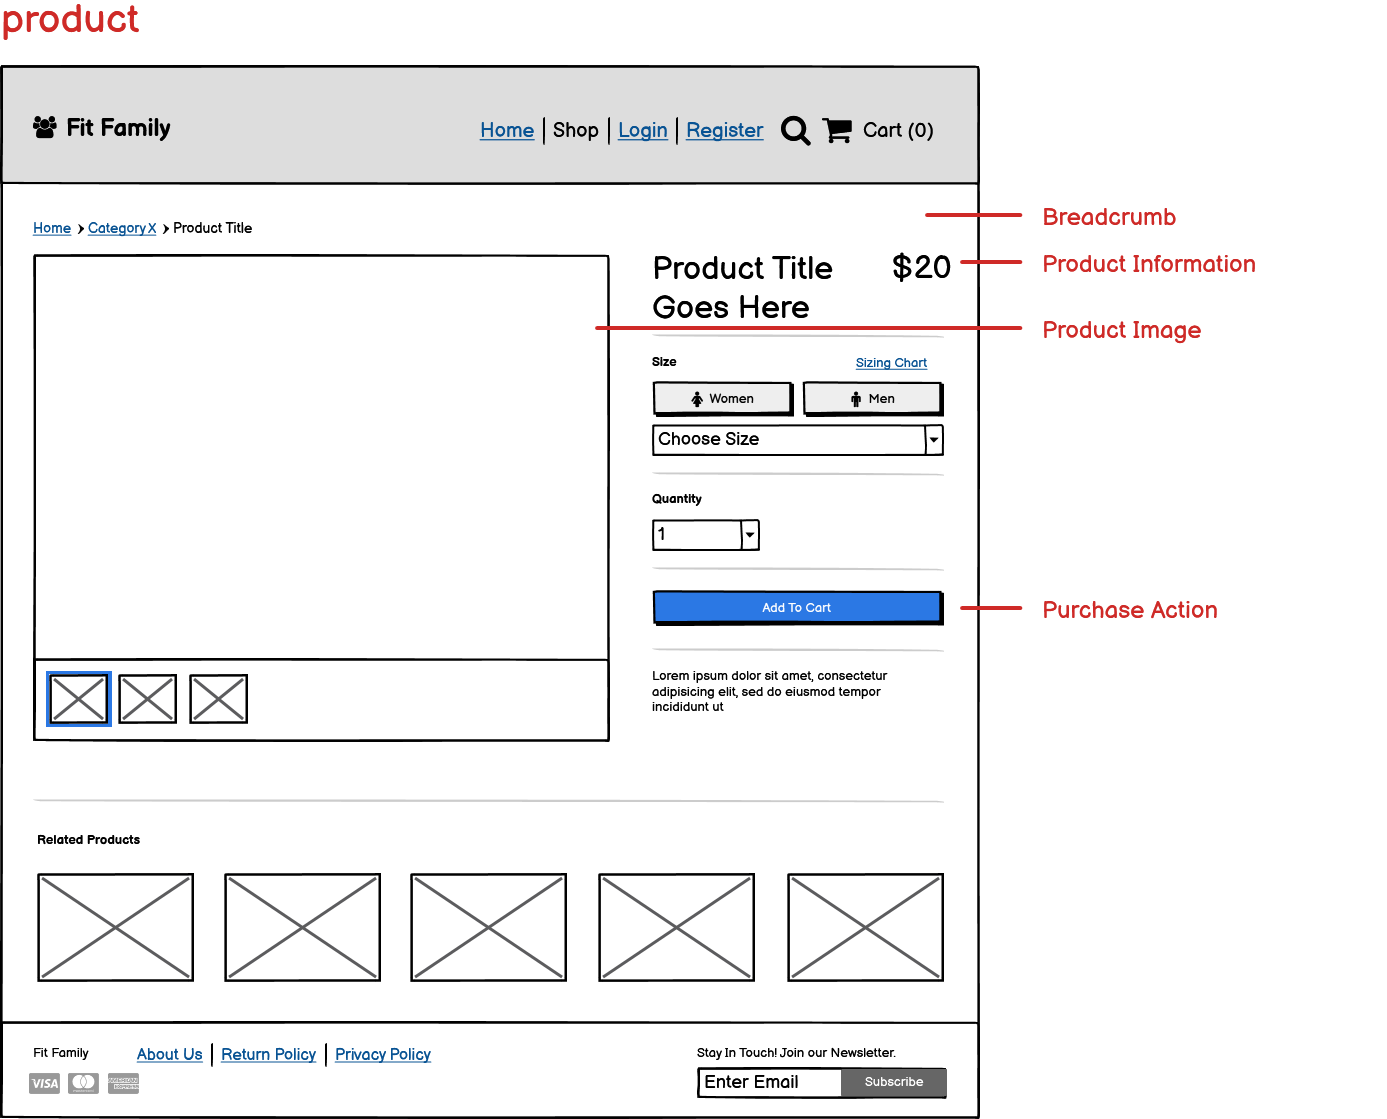 product
Fit Family
Home Shop Login Register Cart (0)
Breadcrumb
Home Category X Product Title
Product Title $20
Goes Here
Product Information
Product Image
Size Sizing Chart
Women Men
Choose Size
Quantity
1
Add To Cart
Purchase Action
Lorem ipsum dolor sit amet, consectetur
adipisicing elit, sed do eiusmod tempor
incididunt ut
Related Products
Fit Family About Us Return Policy Privacy Policy
VISA
Stay In Touch! Join our Newsletter.
Enter Email Subscribe